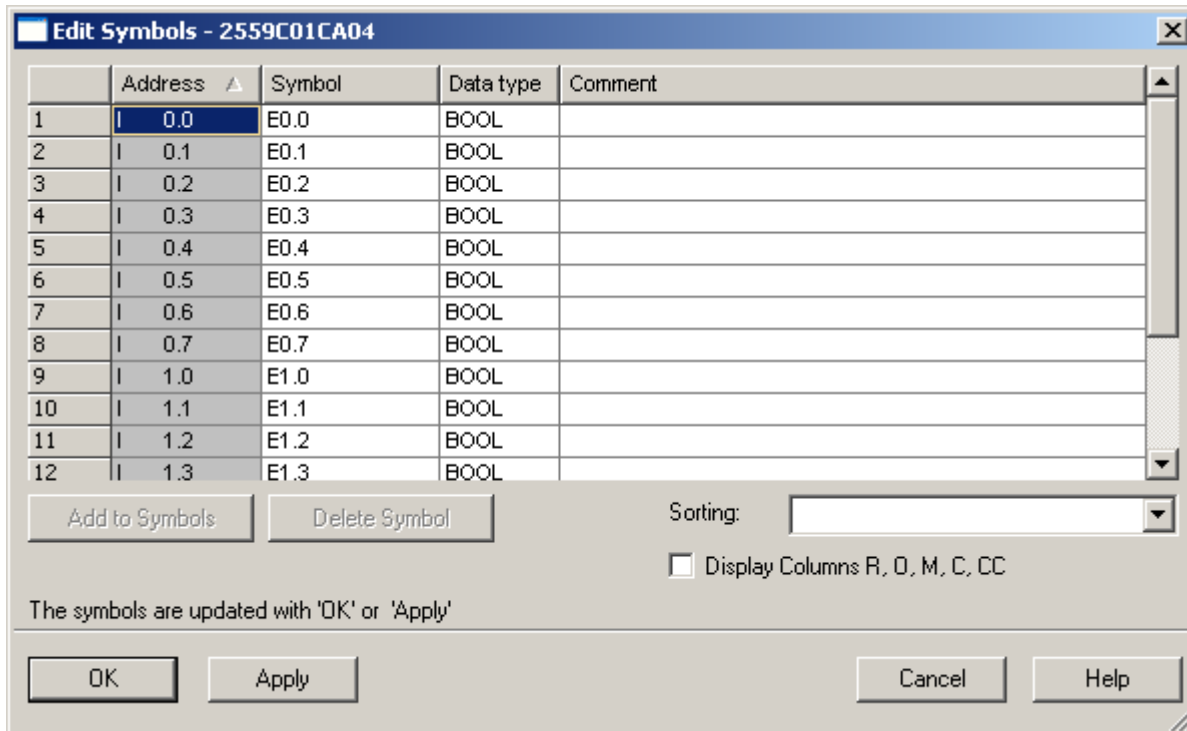 Edit Symbols - 2559C01CA04
Address Symbol Data type Comment
1 I 0.0 E0.0 BOOL
2 I 0.1 E0.1 BOOL
3 I 0.2 E0.2 BOOL
4 I 0.3 E0.3 BOOL
5 I 0.4 E0.4 BOOL
6 I 0.5 E0.5 BOOL
7 I 0.6 E0.6 BOOL
8 I 0.7 E0.7 BOOL
9 I 1.0 E1.0 BOOL
10 I 1.1 E1.1 BOOL
11 I 1.2 E1.2 BOOL
12 I 1.3 E1.3 BOOL
Add to Symbols Delete Symbol Sorting:
Display Columns R, O, M, C, CC
The symbols are updated with 'OK' or 'Apply'
OK Apply Cancel Help